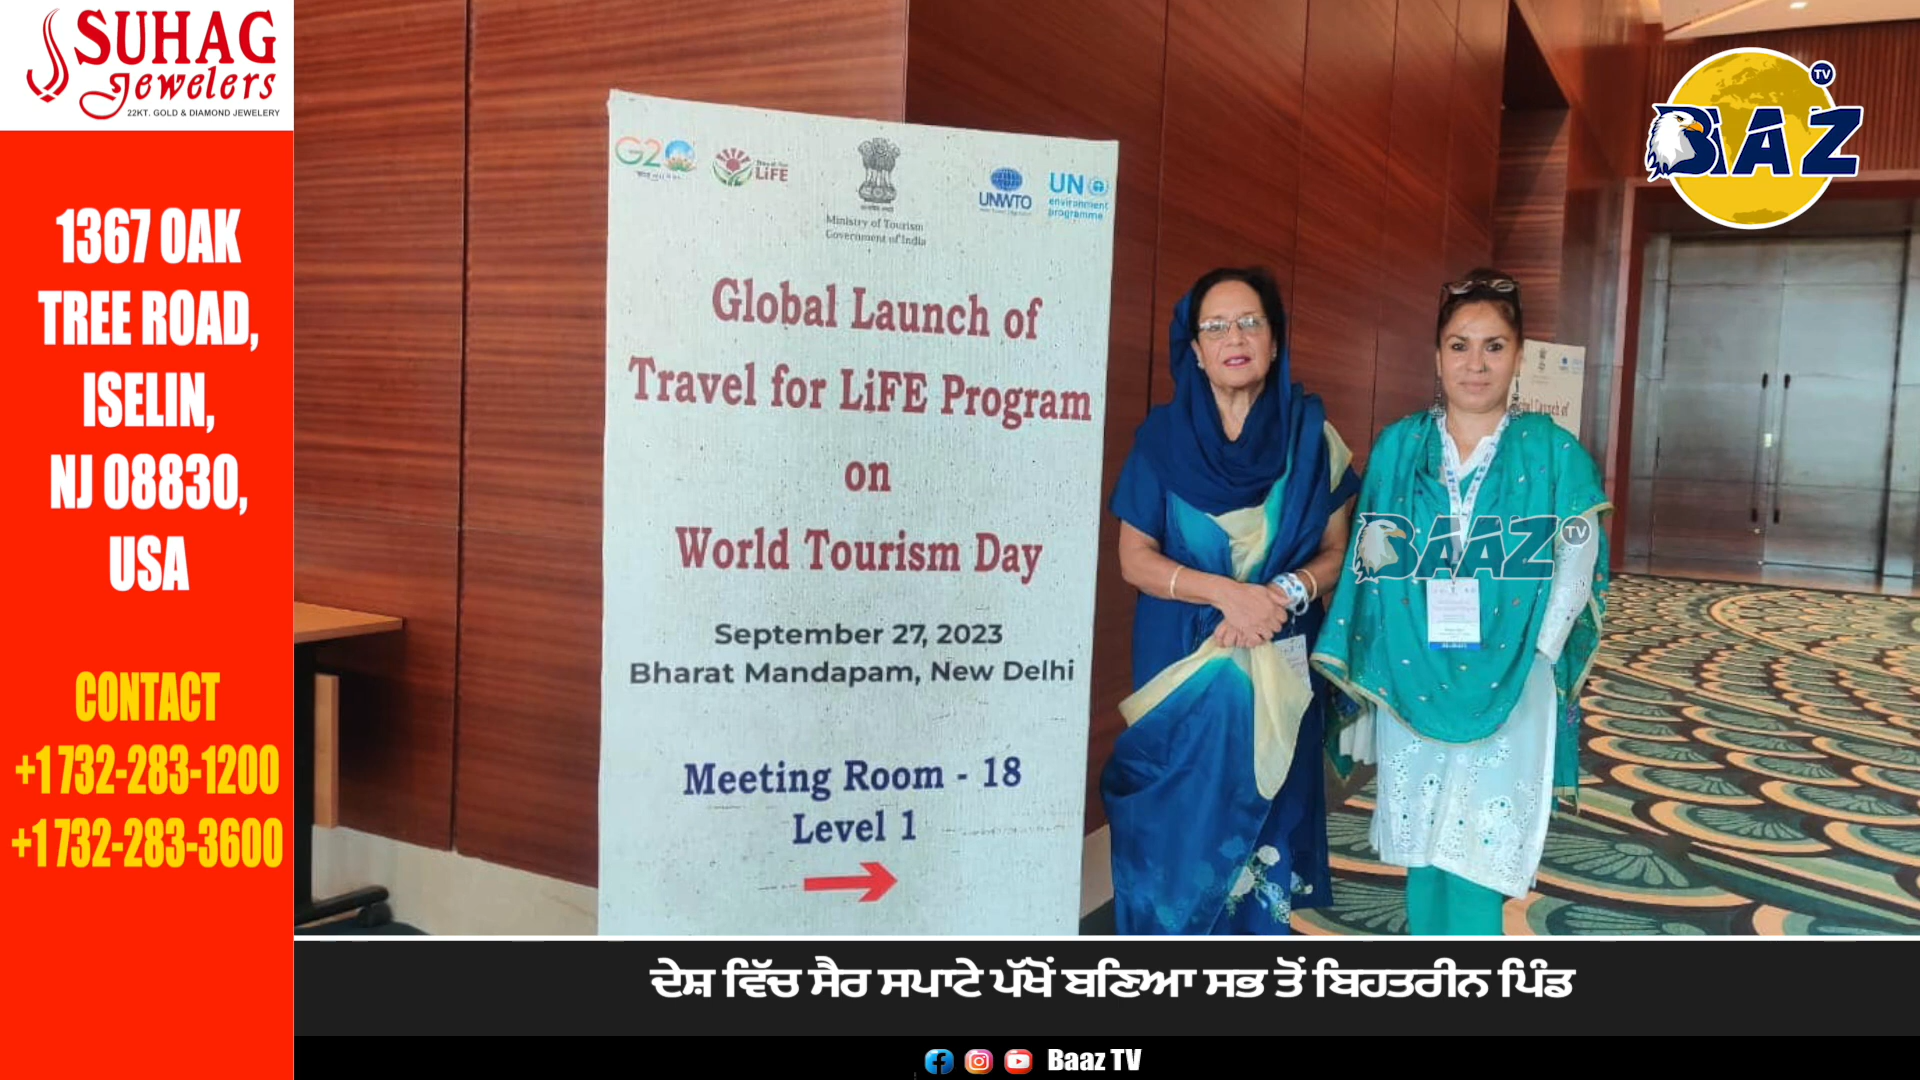 SUHAG
Jewelers
22KT. GOLD & DIAMOND JEWELERY
1367 OAK
TREE ROAD,
ISELIN,
NJ 08830,
USA
CONTACT
+1 732-283-1200
+1 732-283-3600
G20
LiFE
Ministry of Tourism
Government of India
UNWTO
UN
environment
programme
Global Launch of
Travel for LiFE Program
on
World Tourism Day
September 27, 2023
Bharat Mandapam, New Delhi
Meeting Room - 18
Level 1
BAAZ TV
BAAZ TV
ਦੇਸ਼ ਵਿੱਚ ਸੈਰ ਸਪਾਟੇ ਪੱਖੋਂ ਬਣਿਆ ਸਭ ਤੋਂ ਬਿਹਤਰੀਨ ਪਿੰਡ
Baaz TV